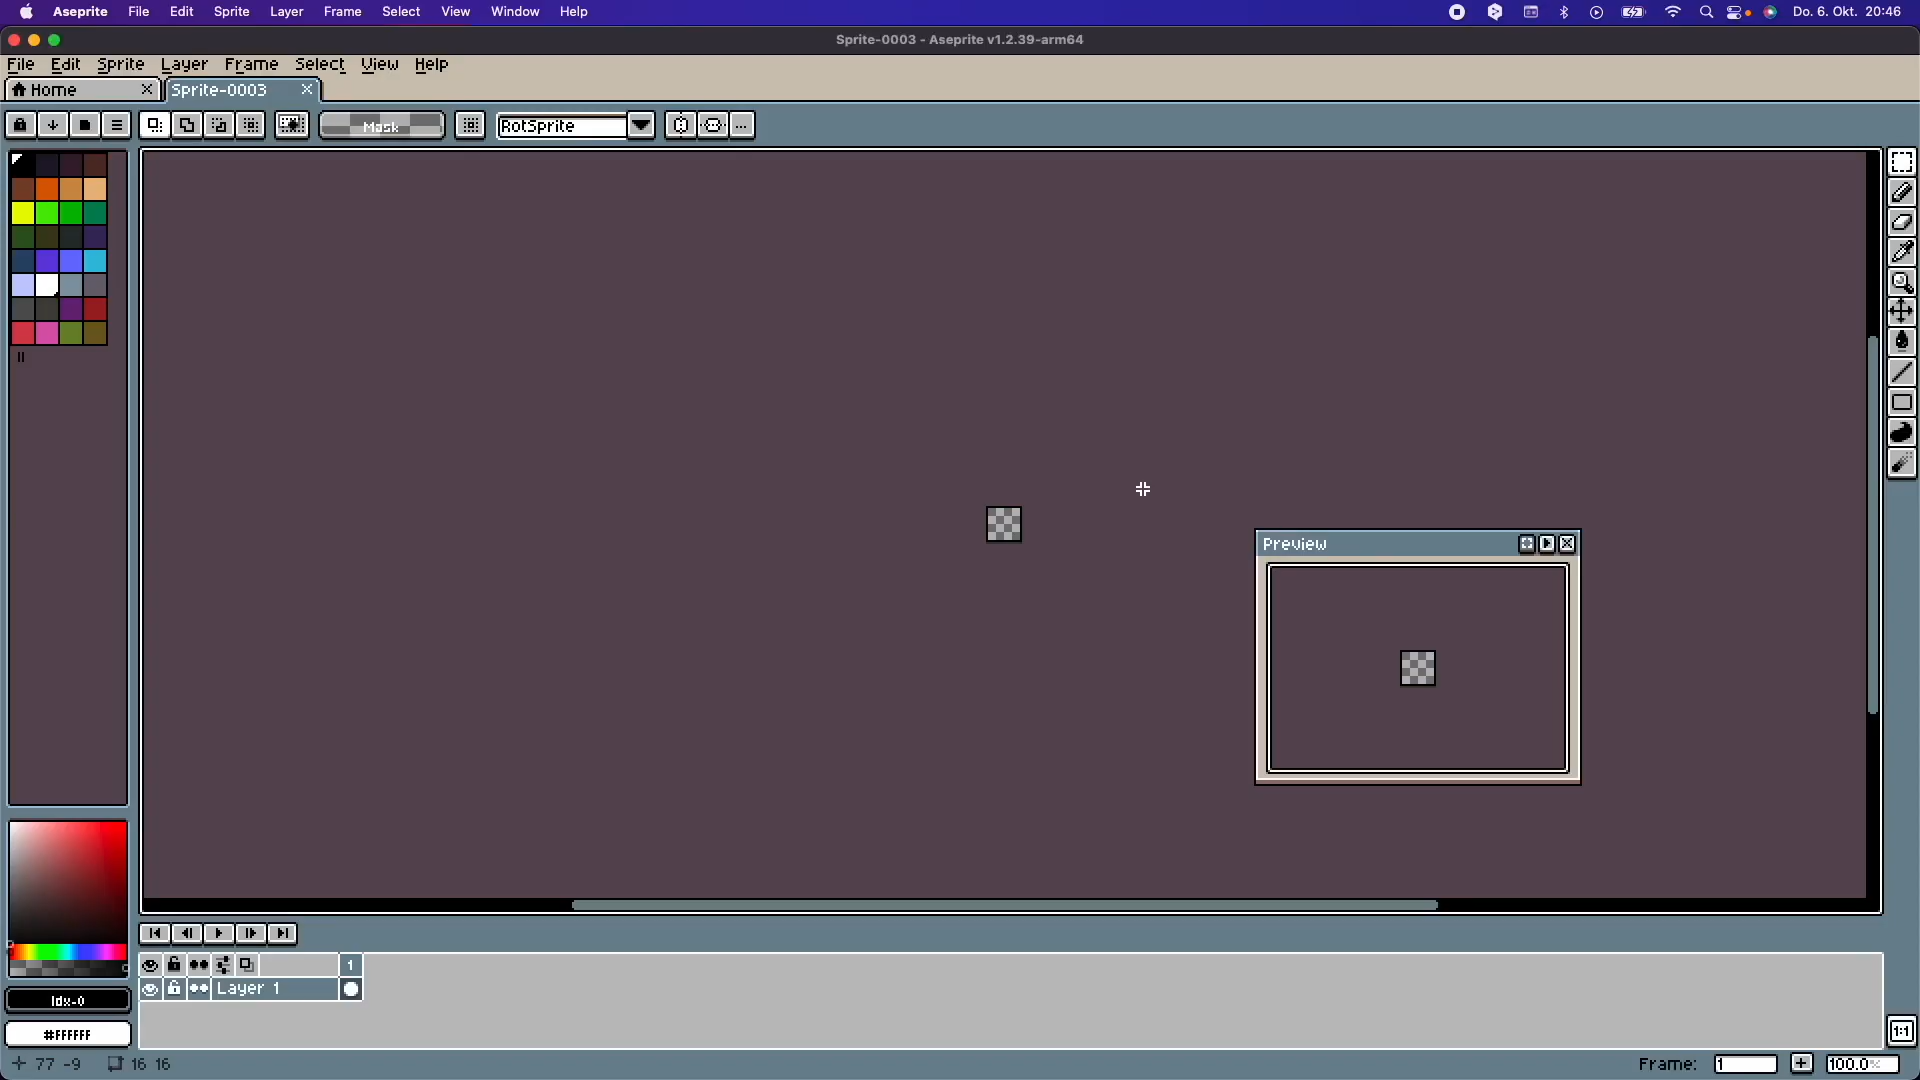 Aseprite File Edit Sprite Layer Frame Select View Window Help Do. 6. Okt. 20:46
Sprite-0003 - Aseprite v1.2.39-arm64
File Edit Sprite Layer Frame Select View Help
Home Sprite-0003
Mask RotSprite
Preview
1
Layer 1
Idx-0
#FFFFFF
1:1
77 -9 16 16 Frame: 1 100.0%